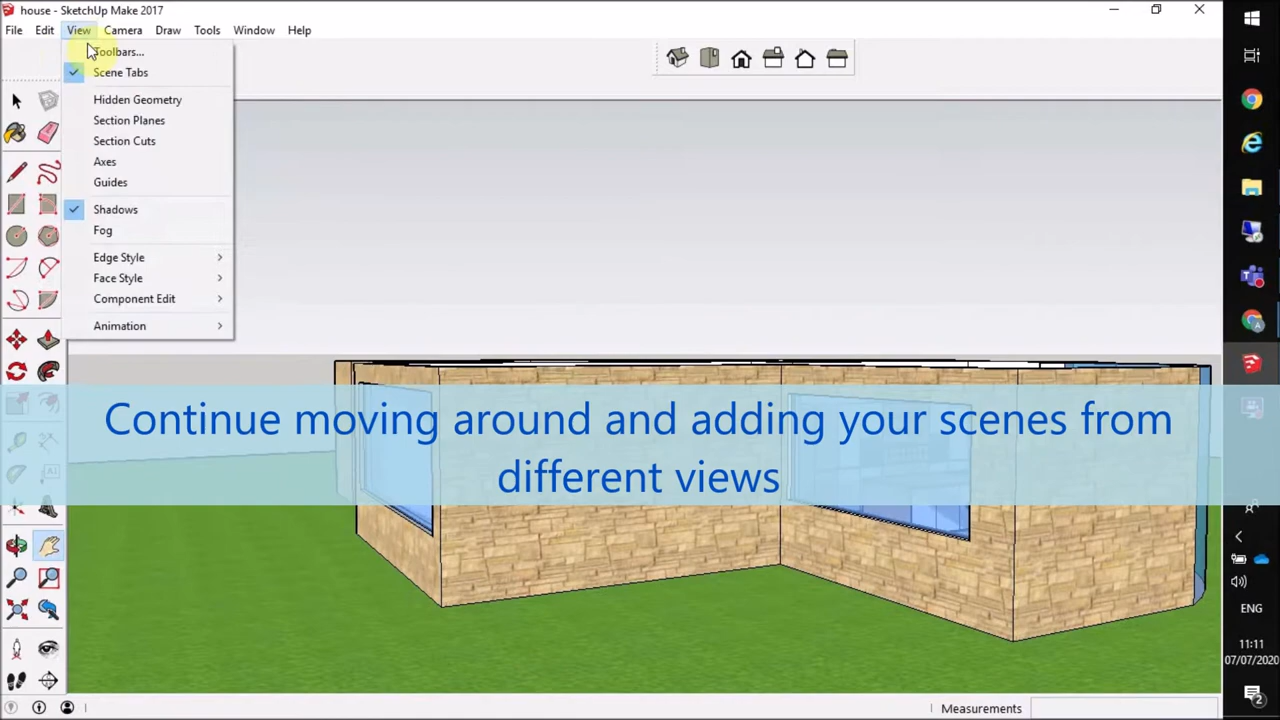 house - SketchUp Make 2017
File Edit View Camera Draw Tools Window Help
Toolbars...
Scene Tabs
Hidden Geometry
Section Planes
Section Cuts
Axes
Guides
Shadows
Fog
Edge Style
Face Style
Component Edit
Animation
Continue moving around and adding your scenes from
different views
ENG
11:11
07/07/2020
2
Measurements